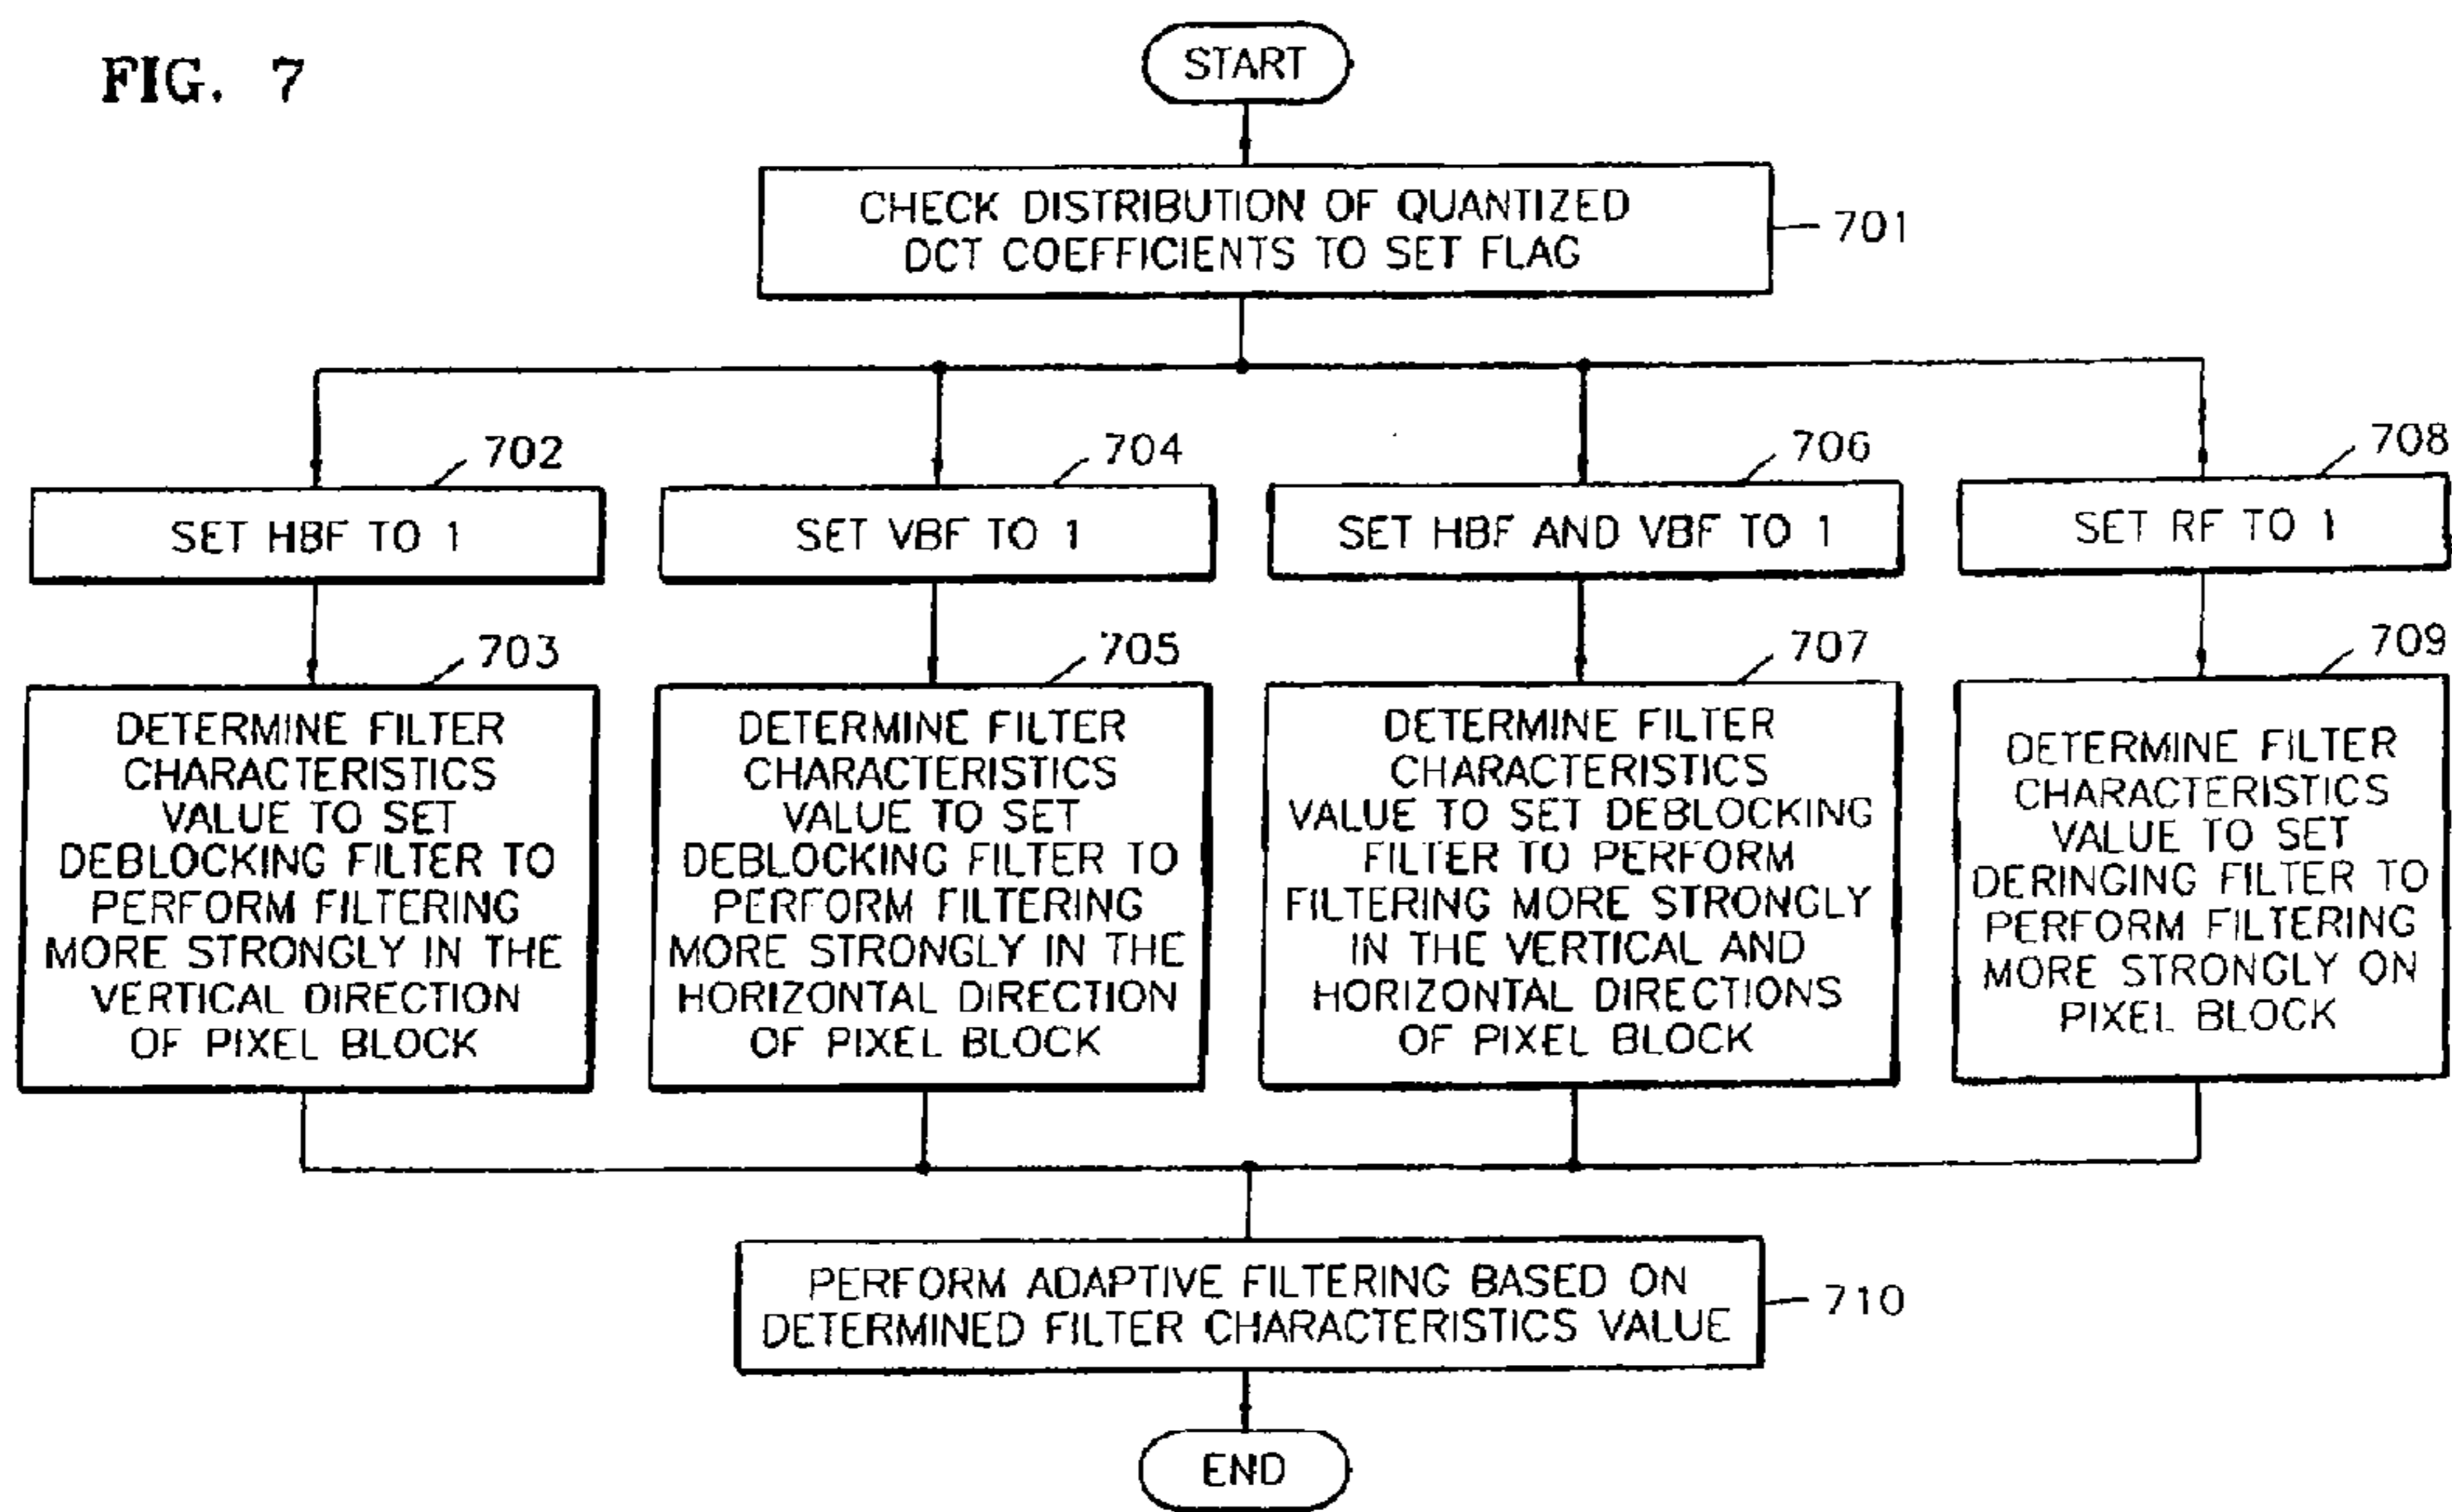 FIG. 7
START
CHECK DISTRIBUTION OF QUANTIZED
DCT COEFFICIENTS TO SET FLAG
701
702
SET HBF TO 1
704
SET VBF TO 1
706
SET HBF AND VBF TO 1
708
SET RF TO 1
703
DETERMINE FILTER
CHARACTERISTICS
VALUE TO SET
DEBLOCKING FILTER TO
PERFORM FILTERING
MORE STRONGLY IN THE
VERTICAL DIRECTION
OF PIXEL BLOCK
705
DETERMINE FILTER
CHARACTERISTICS
VALUE TO SET
DEBLOCKING FILTER TO
PERFORM FILTERING
MORE STRONGLY IN THE
HORIZONTAL DIRECTION
OF PIXEL BLOCK
707
DETERMINE FILTER
CHARACTERISTICS
VALUE TO SET DEBLOCKING
FILTER TO PERFORM
FILTERING MORE STRONGLY
IN THE VERTICAL AND
HORIZONTAL DIRECTIONS
OF PIXEL BLOCK
709
DETERMINE FILTER
CHARACTERISTICS
VALUE TO SET
DERINGING FILTER TO
PERFORM FILTERING
MORE STRONGLY ON
PIXEL BLOCK
PERFORM ADAPTIVE FILTERING BASED ON
DETERMINED FILTER CHARACTERISTICS VALUE
710
END